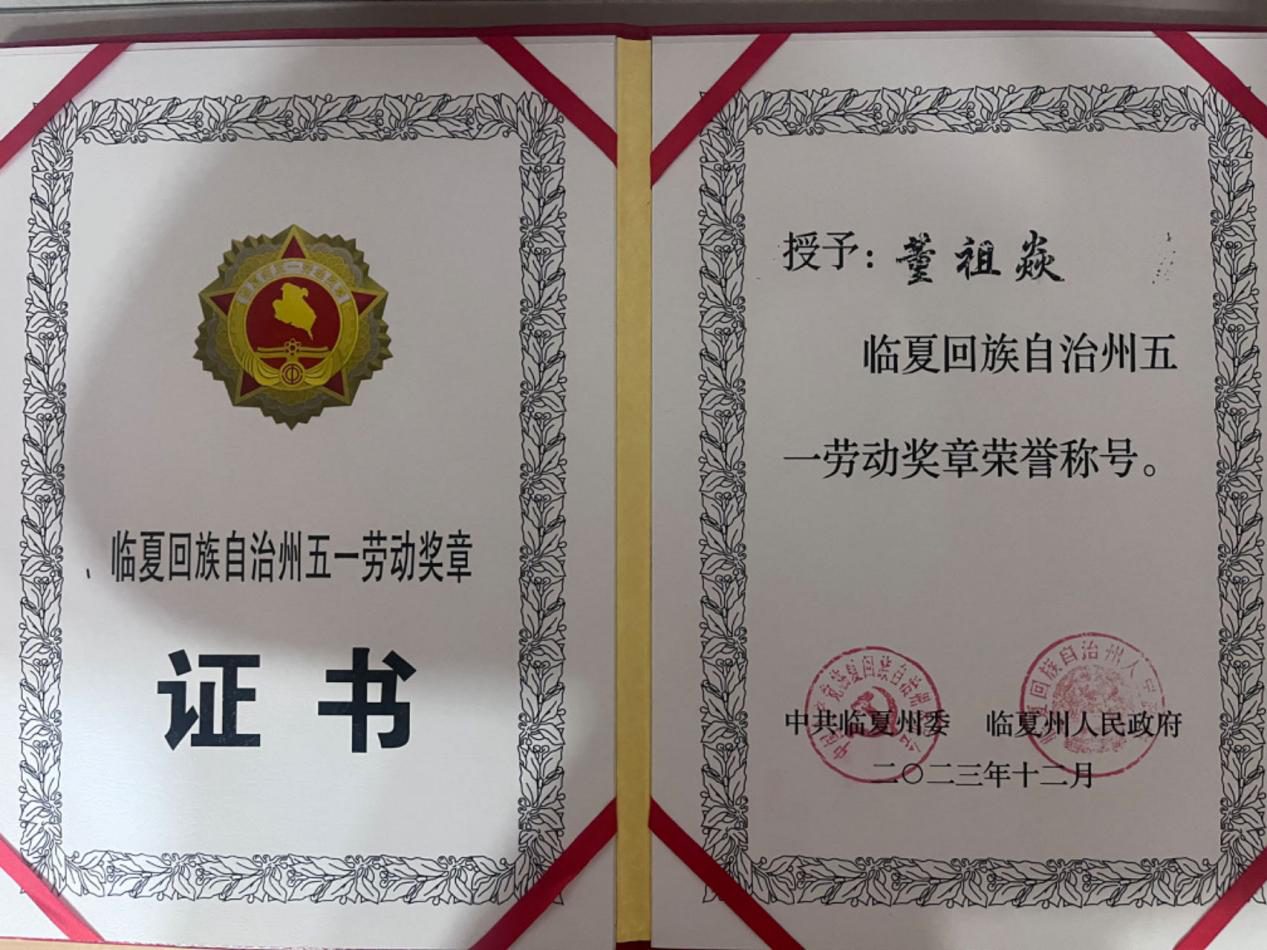 临夏回族自治州五一劳动奖章
证书
授予：董祖焱
临夏回族自治州五
一劳动奖章荣誉称号。
中共临夏州委 临夏州人民政府
二〇二三年十二月